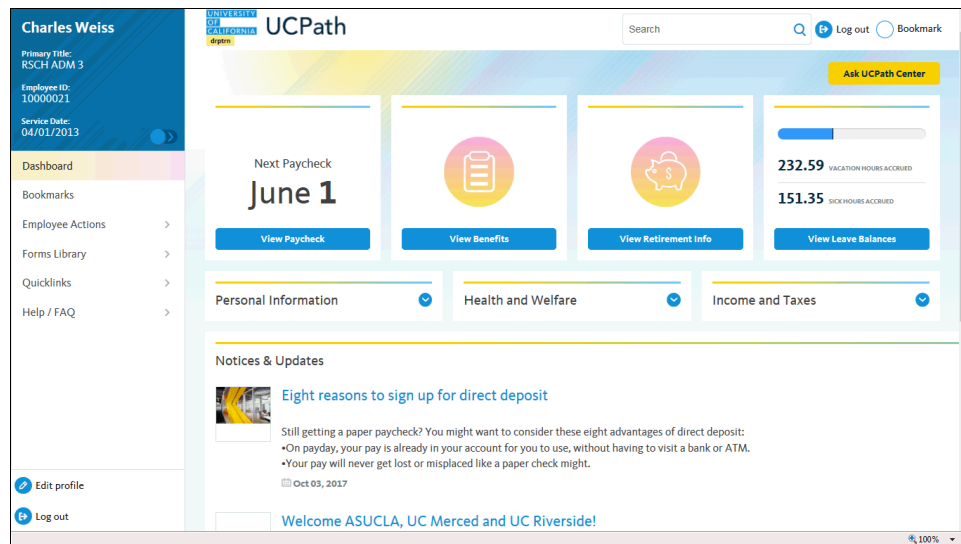 Charles Weiss
Primary Title:
RSCH ADM 3
Employee ID:
10000021
Service Date:
04/01/2013
Dashboard
Bookmarks
Employee Actions
Forms Library
Quicklinks
Help / FAQ
Edit profile
Log out
UNIVERSITY
OF
CALIFORNIA
drptrn
UCPath
Search
Log out
Bookmark
Ask UCPath Center
Next Paycheck
June 1
View Paycheck
View Benefits
View Retirement Info
232.59 VACATION HOURS ACCRUED
151.35 SICK HOURS ACCRUED
View Leave Balances
Personal Information
Health and Welfare
Income and Taxes
Notices & Updates
Eight reasons to sign up for direct deposit
Still getting a paper paycheck? You might want to consider these eight advantages of direct deposit:
•On payday, your pay is already in your account for you to use, without having to visit a bank or ATM.
•Your pay will never get lost or misplaced like a paper check might.
Oct 03, 2017
Welcome ASUCLA, UC Merced and UC Riverside!
100%